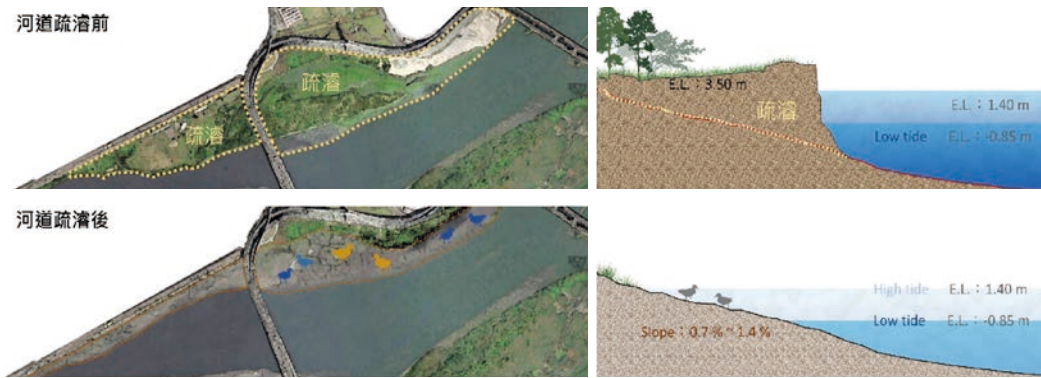 河道疏濬前
疏濬
疏濬
E.L.：3.50 m
疏濬
E.L.：1.40 m
Low tide E.L.：-0.85 m
河道疏濬後
High tide E.L.：1.40 m
Low tide E.L.：-0.85 m
Slope：0.7 % ~ 1.4 %